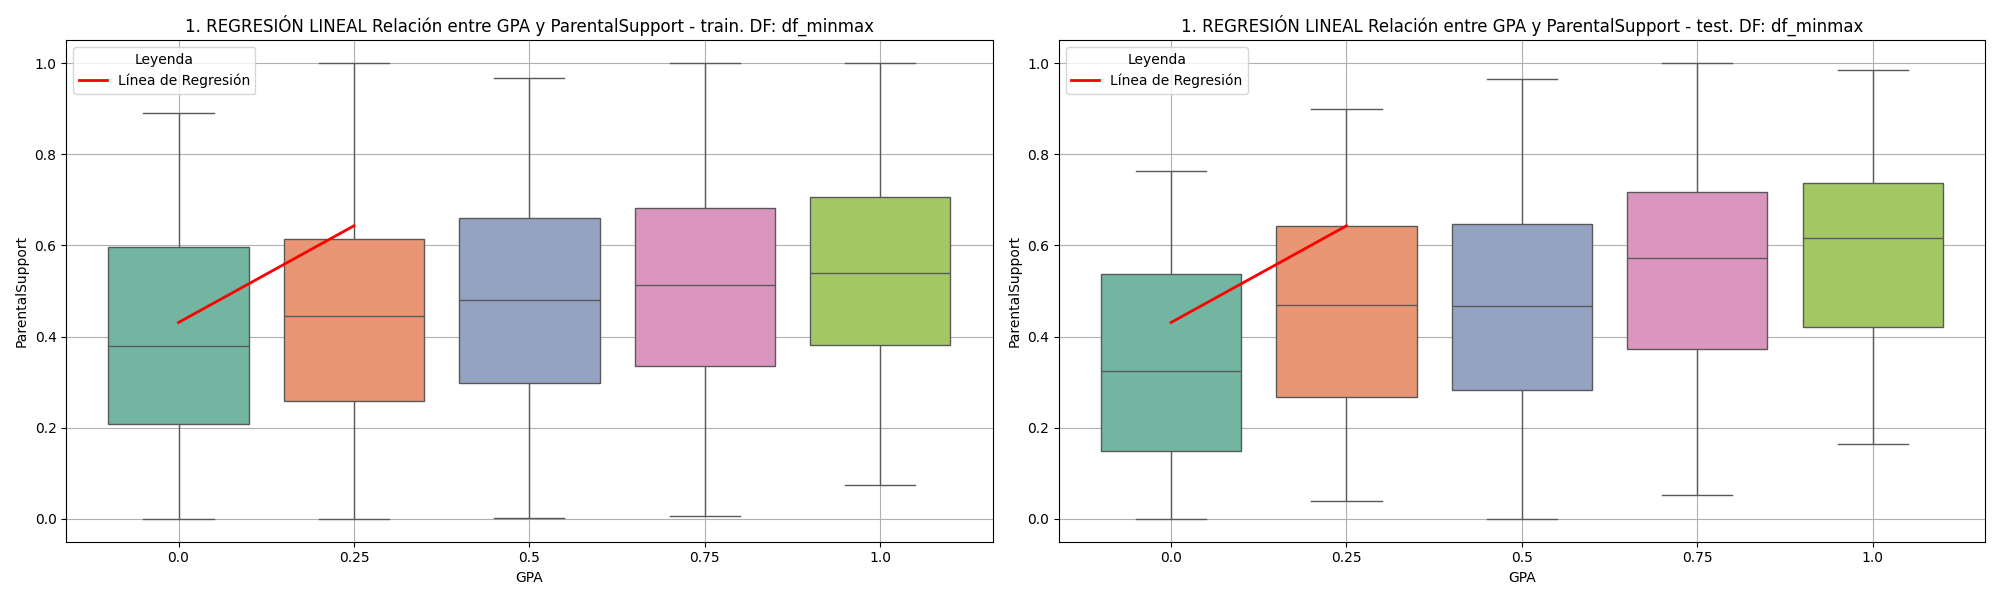 1. REGRESIÓN LINEAL Relación entre GPA y ParentalSupport - train. DF: df_minmax
Leyenda
Línea de Regresión
1.0
0.8
0.6
0.4
0.2
0.0
ParentalSupport
0.0 0.25 0.5 0.75 1.0
GPA
1. REGRESIÓN LINEAL Relación entre GPA y ParentalSupport - test. DF: df_minmax
Leyenda
Línea de Regresión
1.0
0.8
0.6
0.4
0.2
0.0
ParentalSupport
0.0 0.25 0.5 0.75 1.0
GPA